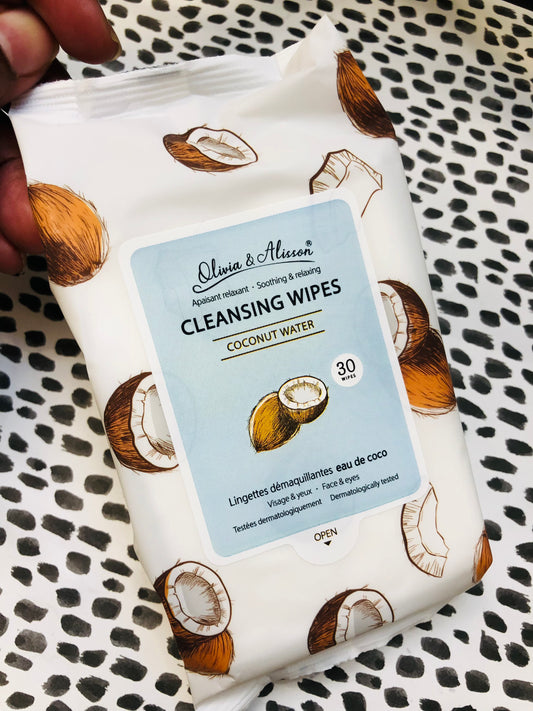 Olivia & Alisson®
Apaisant relaxant • Soothing & relaxing
CLEANSING WIPES
COCONUT WATER
30
WIPES
Lingettes démaquillantes eau de coco
Visage & yeux • Face & eyes
Testées dermatologiquement Dermatologically tested
OPEN